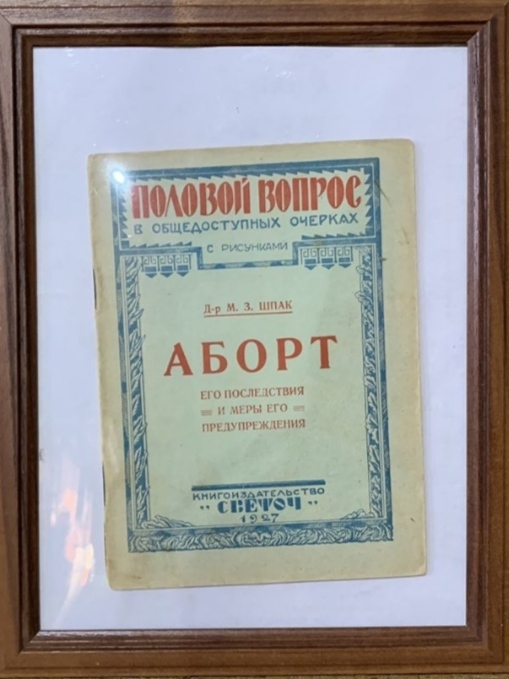 ПОЛОВОЙ ВОПРОС
В ОБЩЕДОСТУПНЫХ ОЧЕРКАХ
С РИСУНКАМИ
Д-р М. З. ШПАК
АБОРТ
ЕГО ПОСЛЕДСТВИЯ
И МЕРЫ ЕГО
ПРЕДУПРЕЖДЕНИЯ
КНИГОИЗДАТЕЛЬСТВО
"СВЕТОЧ"
1927